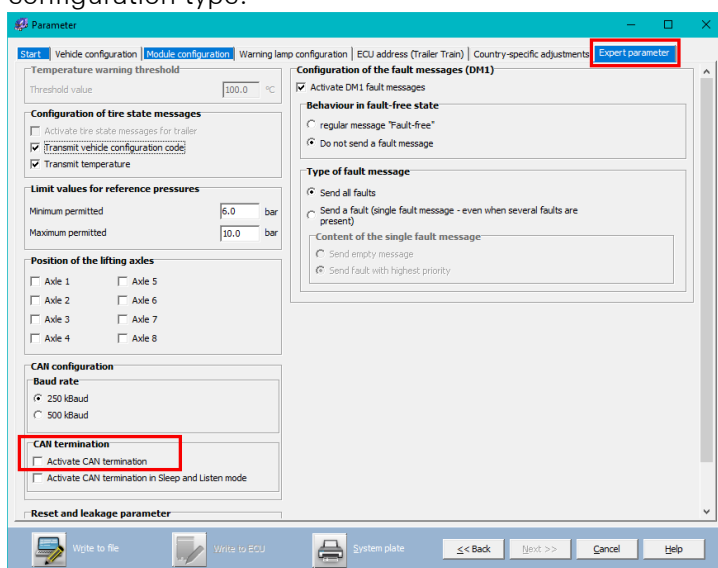 configuration type.
Parameter
Start Vehicle configuration Module configuration Warning lamp configuration ECU address (Trailer Train) Country-specific adjustments Expert parameter
Temperature warning threshold
Threshold value 100.0 °C
Configuration of tire state messages
Activate tire state messages for trailer
Transmit vehicle configuration code
Transmit temperature
Limit values for reference pressures
Minimum permitted 6.0 bar
Maximum permitted 10.0 bar
Position of the lifting axles
Axle 1 Axle 5
Axle 2 Axle 6
Axle 3 Axle 7
Axle 4 Axle 8
CAN configuration
Baud rate
250 kBaud
500 kBaud
CAN termination
Activate CAN termination
Activate CAN termination in Sleep and Listen mode
Reset and leakage parameter
Configuration of the fault messages (DM1)
Activate DM1 fault messages
Behaviour in fault-free state
regular message "Fault-free"
Do not send a fault message
Type of fault message
Send all faults
Send a fault (single fault message - even when several faults are
present)
Content of the single fault message
Send empty message
Send fault with highest priority
Write to file Write to ECU System plate << Back Next >> Cancel Help